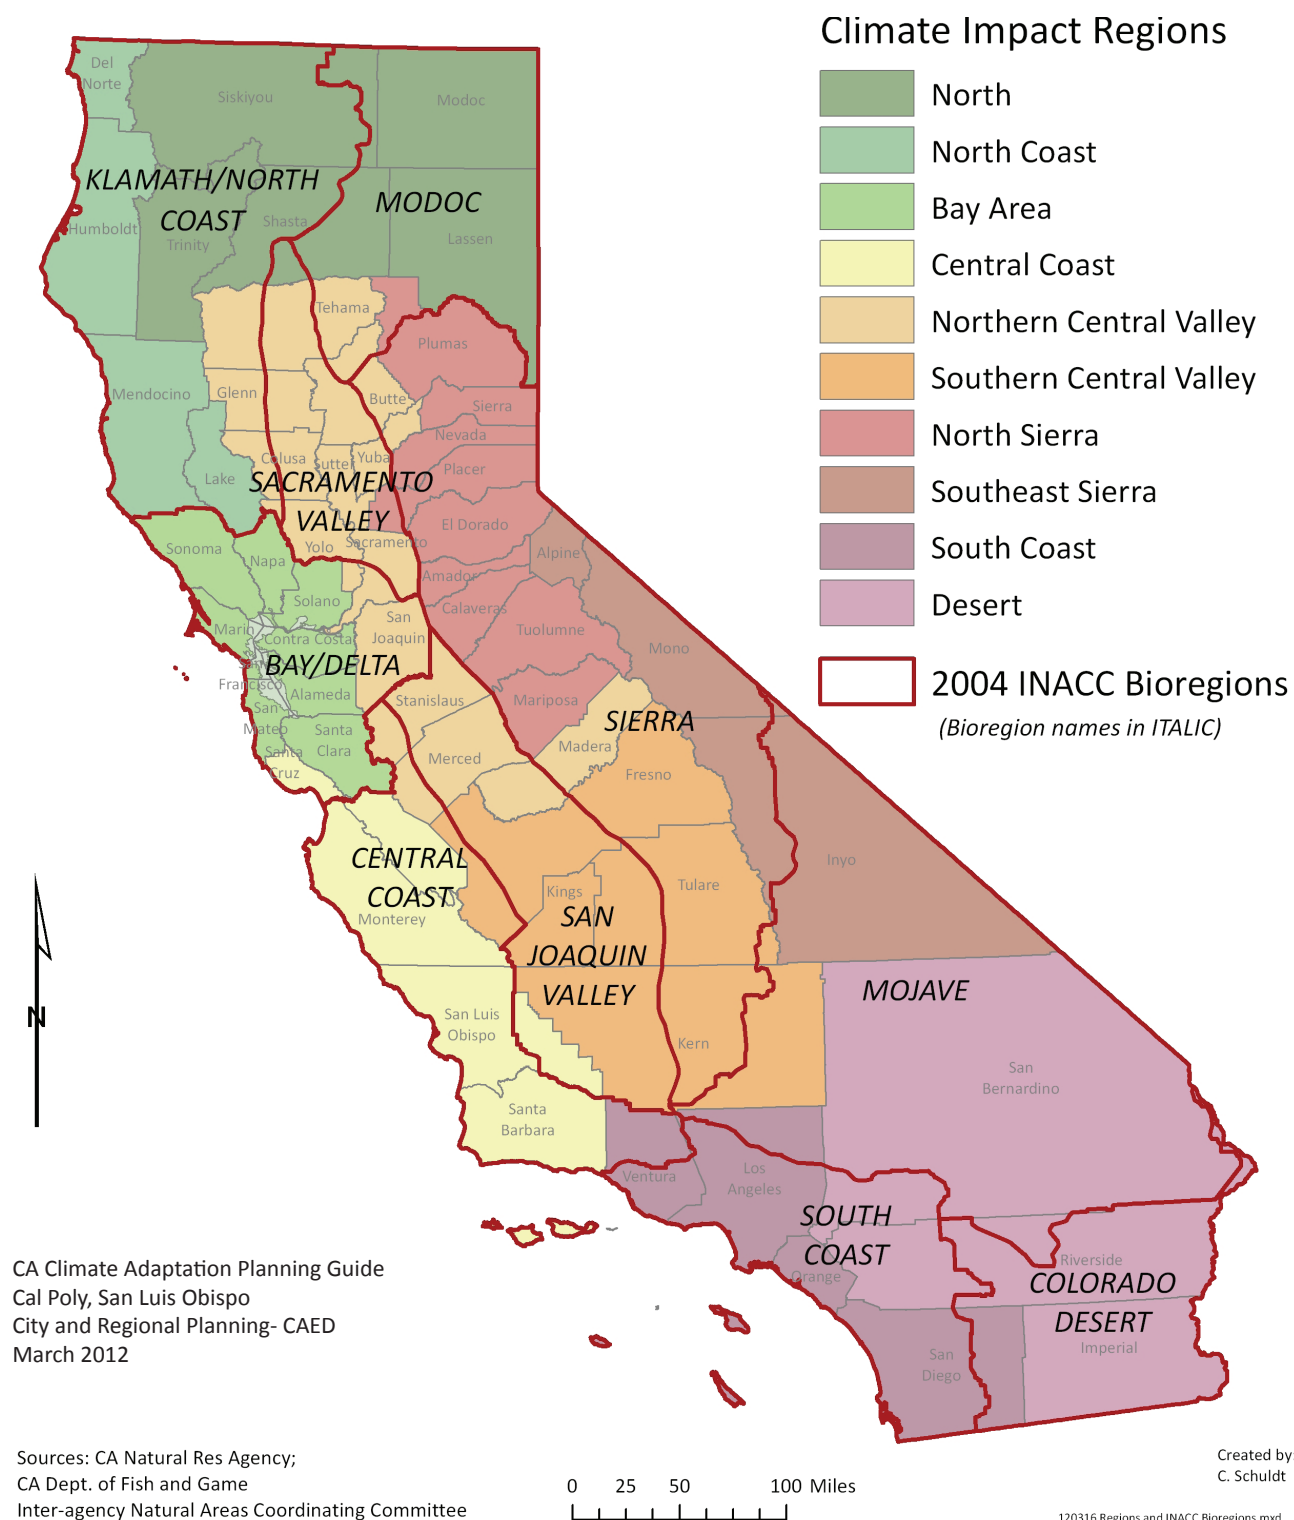 Climate Impact Regions
North
North Coast
Bay Area
Central Coast
Northern Central Valley
Southern Central Valley
North Sierra
Southeast Sierra
South Coast
Desert
2004 INACC Bioregions
(Bioregion names in ITALIC)
Del
Norte
Siskiyou
Modoc
KLAMATH/NORTH
COAST
MODOC
Humboldt
Trinity
Shasta
Lassen
Tehama
Plumas
Mendocino
Glenn
Butte
Sierra
Nevada
Colusa
Yuba
Placer
Lake
SACRAMENTO
VALLEY
El Dorado
Sonoma
Napa
Yolo
Sacramento
Alpine
Amador
Solano
Calaveras
San
Joaquin
Tuolumne
Marin
Contra Costa
Mono
BAY/DELTA
San
Francisco
Alameda
Stanislaus
Mariposa
San
Mateo
Santa
Clara
SIERRA
Madera
Merced
Santa
Cruz
Fresno
CENTRAL
COAST
Monterey
Inyo
Kings
Tulare
SAN
JOAQUIN
VALLEY
MOJAVE
San Luis
Obispo
Kern
San
Bernardino
Santa
Barbara
Ventura
Los
Angeles
SOUTH
COAST
Orange
Riverside
COLORADO
DESERT
Imperial
San
Diego
N
CA Climate Adaptation Planning Guide
Cal Poly, San Luis Obispo
City and Regional Planning- CAED
March 2012
Sources: CA Natural Res Agency;
CA Dept. of Fish and Game
Inter-agency Natural Areas Coordinating Committee
0 25 50 100 Miles
Created by:
C. Schuldt
120316 Regions and INACC Bioregions.mxd